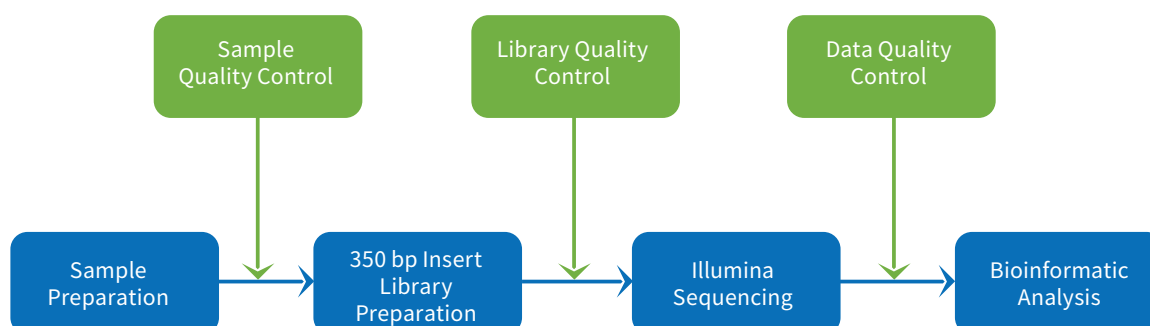 Sample
Quality Control
Library Quality
Control
Data Quality
Control
Sample
Preparation
350 bp Insert
Library
Preparation
Illumina
Sequencing
Bioinformatic
Analysis